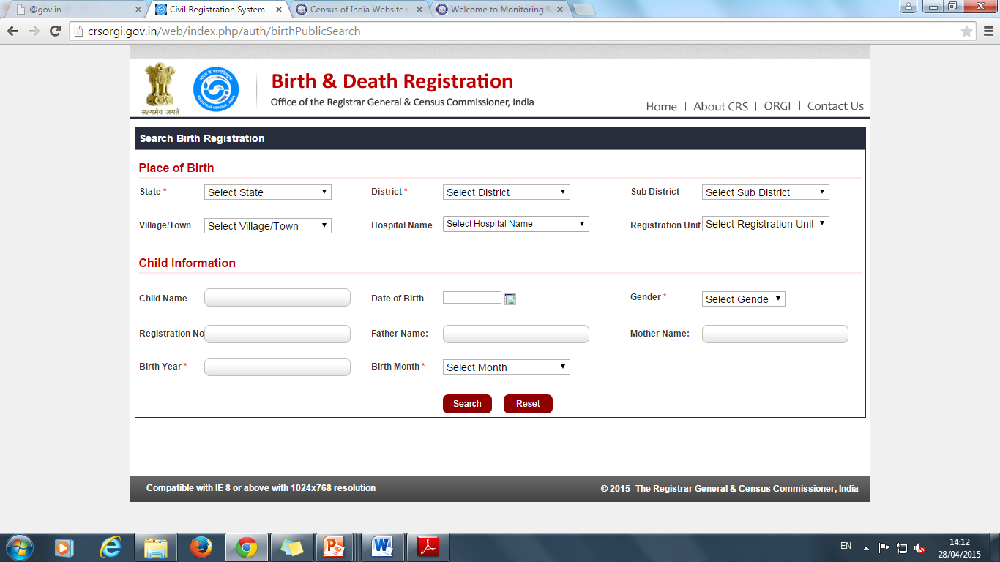 @gov.in
Civil Registration System
Census of India Website :
Welcome to Monitoring S
crsorgi.gov.in/web/index.php/auth/birthPublicSearch
सत्यमेव जयते
Birth & Death Registration
Office of the Registrar General & Census Commissioner, India
Home | About CRS | ORGI | Contact Us
Search Birth Registration
Place of Birth
State * Select State District * Select District Sub District Select Sub District
Village/Town Select Village/Town Hospital Name Select Hospital Name Registration Unit Select Registration Unit
Child Information
Child Name Date of Birth Gender * Select Gende
Registration No Father Name: Mother Name:
Birth Year * Birth Month * Select Month
Search Reset
Compatible with IE 8 or above with 1024x768 resolution © 2015 -The Registrar General & Census Commissioner, India
EN 14:12
28/04/2015